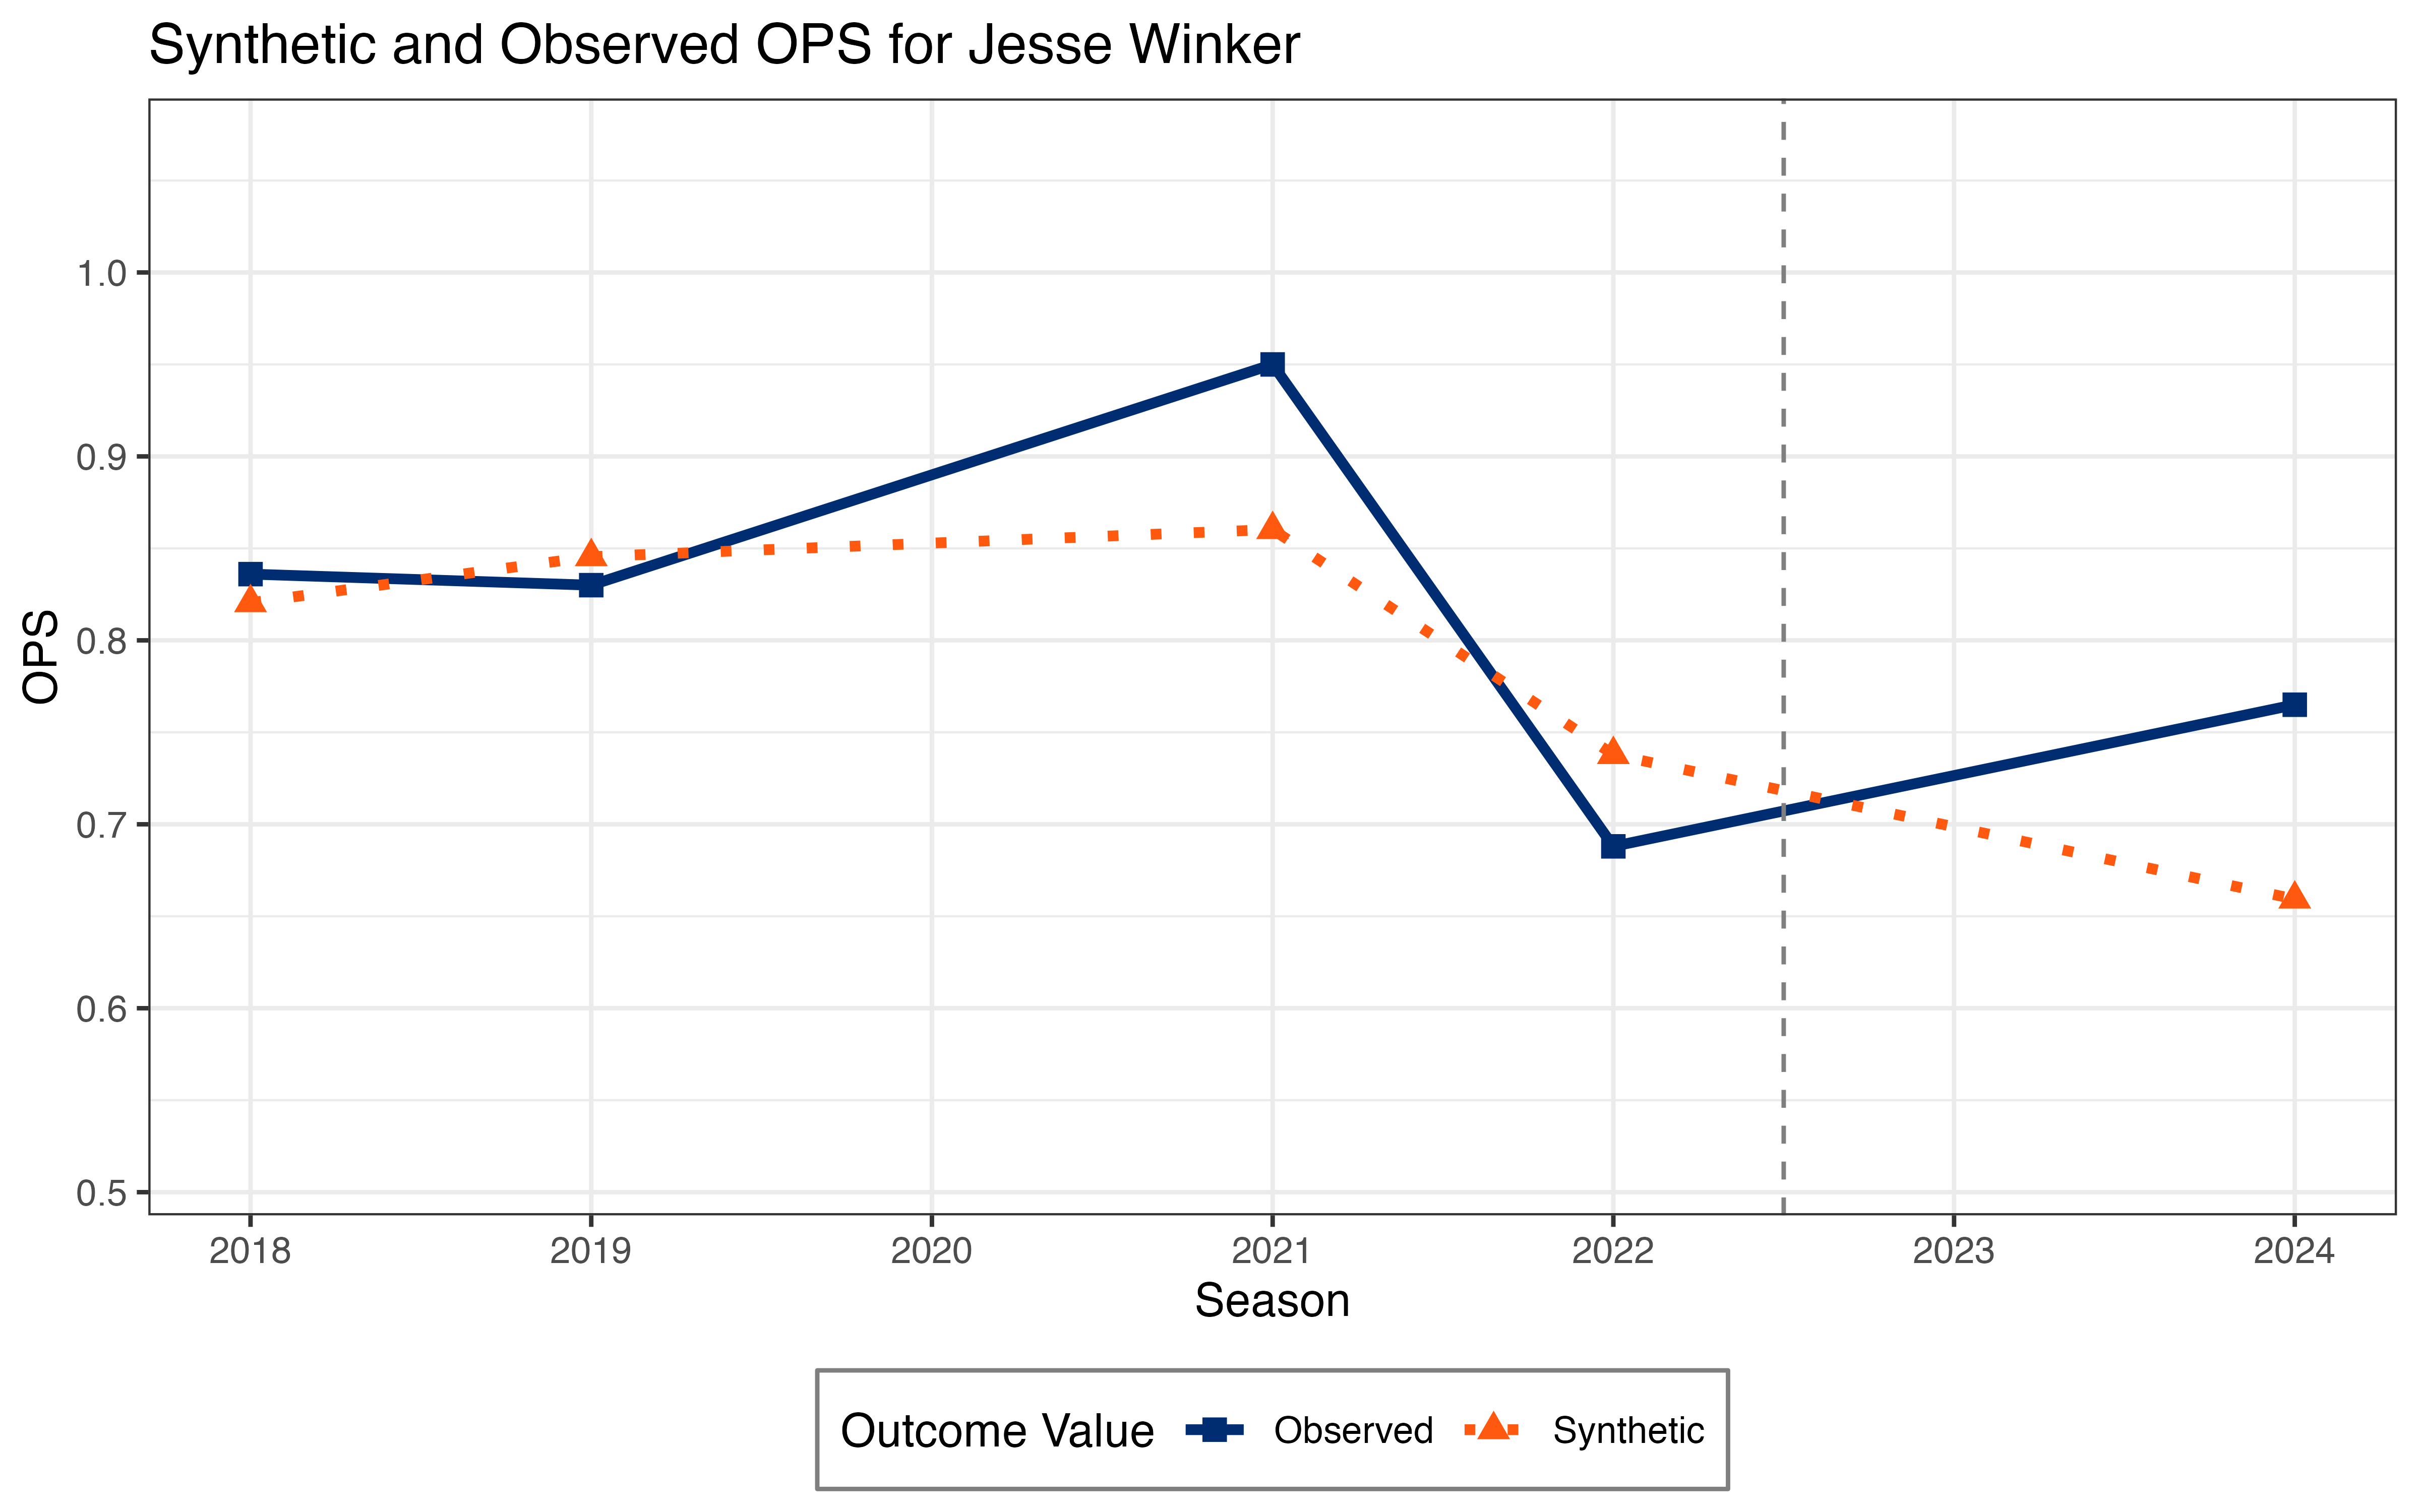 Synthetic and Observed OPS for Jesse Winker
1.0
0.9
0.8
0.7
0.6
0.5
OPS
2018 2019 2020 2021 2022 2023 2024
Season
Outcome Value Observed Synthetic